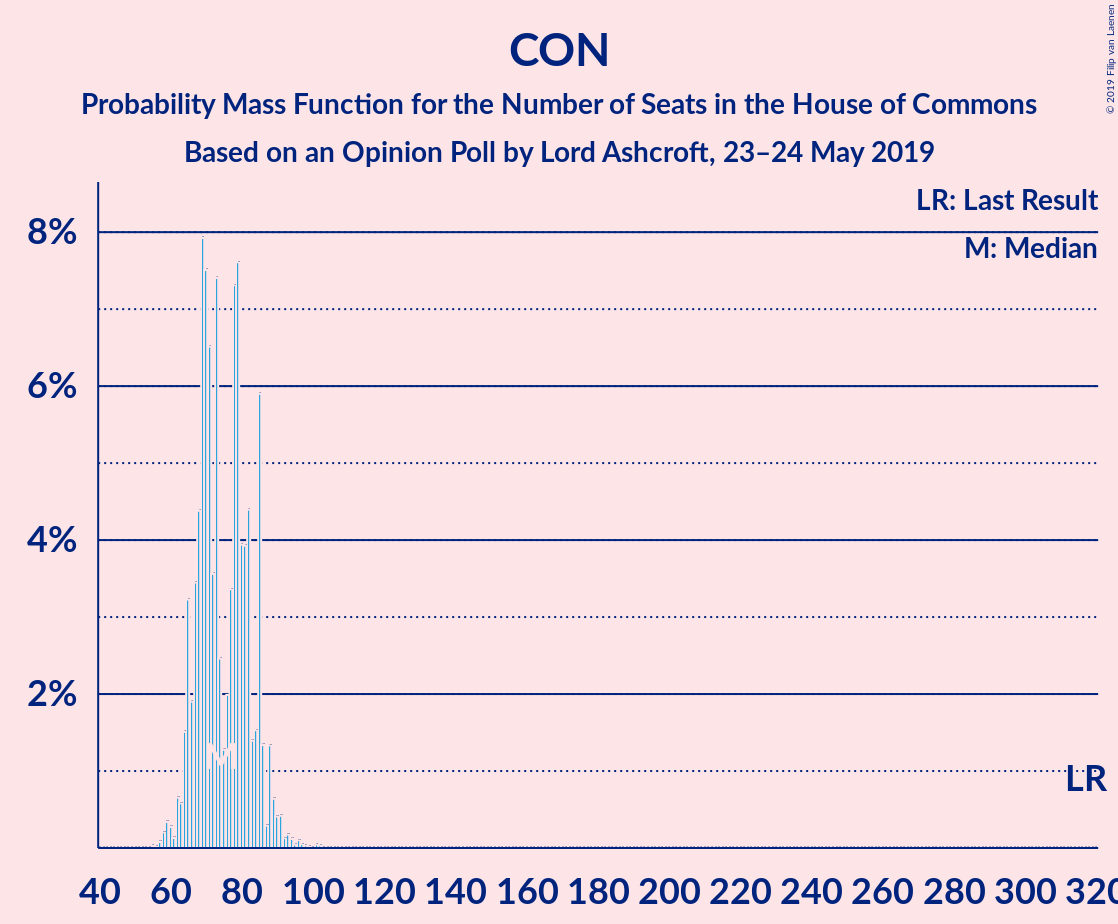 CON
Probability Mass Function for the Number of Seats in the House of Commons
Based on an Opinion Poll by Lord Ashcroft, 23–24 May 2019
© 2019 Filip van Laenen
LR: Last Result
M: Median
8%
6%
4%
2%
M
LR
40 60 80 100 120 140 160 180 200 220 240 260 280 300 320